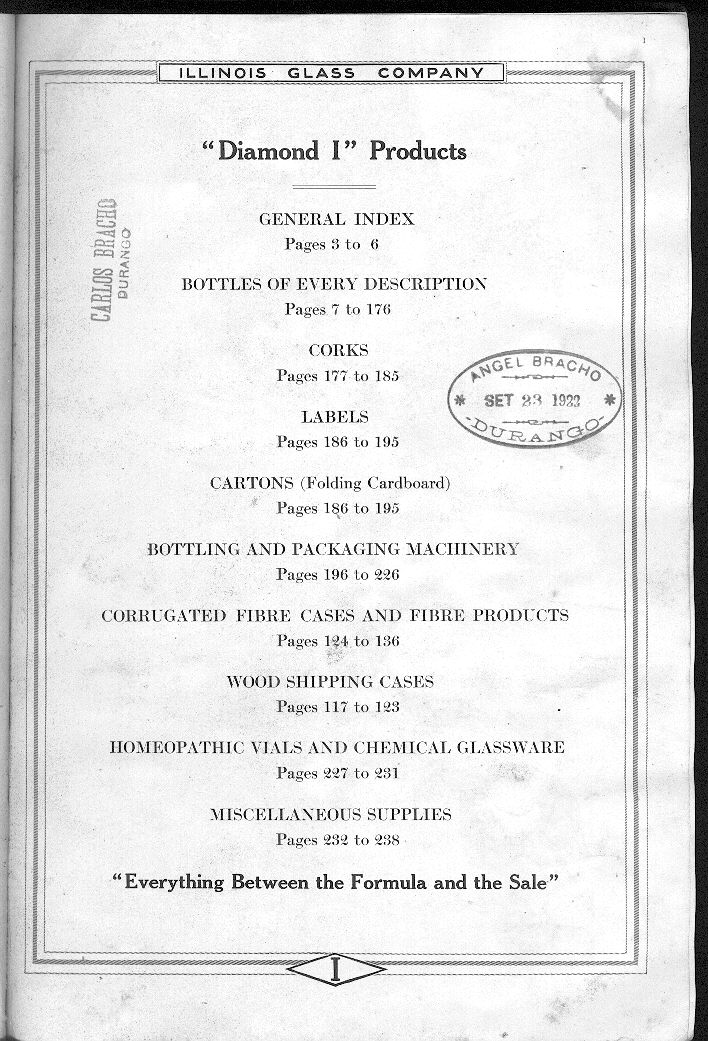 1
ILLINOIS GLASS COMPANY
"Diamond I" Products
GENERAL INDEX
Pages 3 to 6
BOTTLES OF EVERY DESCRIPTION
Pages 7 to 176
CORKS
Pages 177 to 185
LABELS
Pages 186 to 195
CARTONS (Folding Cardboard)
Pages 186 to 195
BOTTLING AND PACKAGING MACHINERY
Pages 196 to 226
CORRUGATED FIBRE CASES AND FIBRE PRODUCTS
Pages 124 to 136
WOOD SHIPPING CASES
Pages 117 to 123
HOMEOPATHIC VIALS AND CHEMICAL GLASSWARE
Pages 227 to 231
MISCELLANEOUS SUPPLIES
Pages 232 to 238
"Everything Between the Formula and the Sale"
I
CARLOS BRACHO
DURANGO
ANGEL BRACHO
* SET 23 1922 *
-DURANGO-